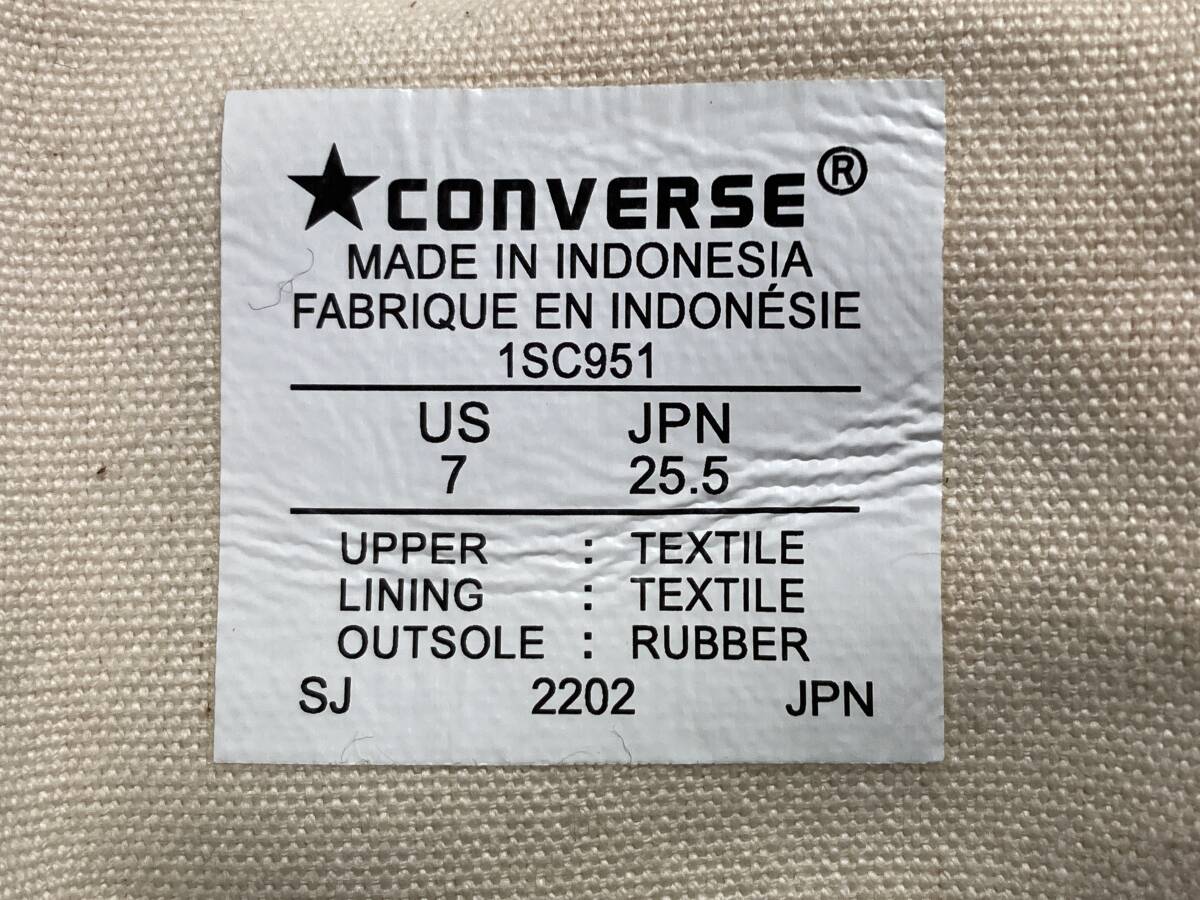 ★CONVERSE®
MADE IN INDONESIA
FABRIQUE EN INDONÉSIE
1SC951
US JPN
7 25.5
UPPER : TEXTILE
LINING : TEXTILE
OUTSOLE : RUBBER
SJ 2202 JPN